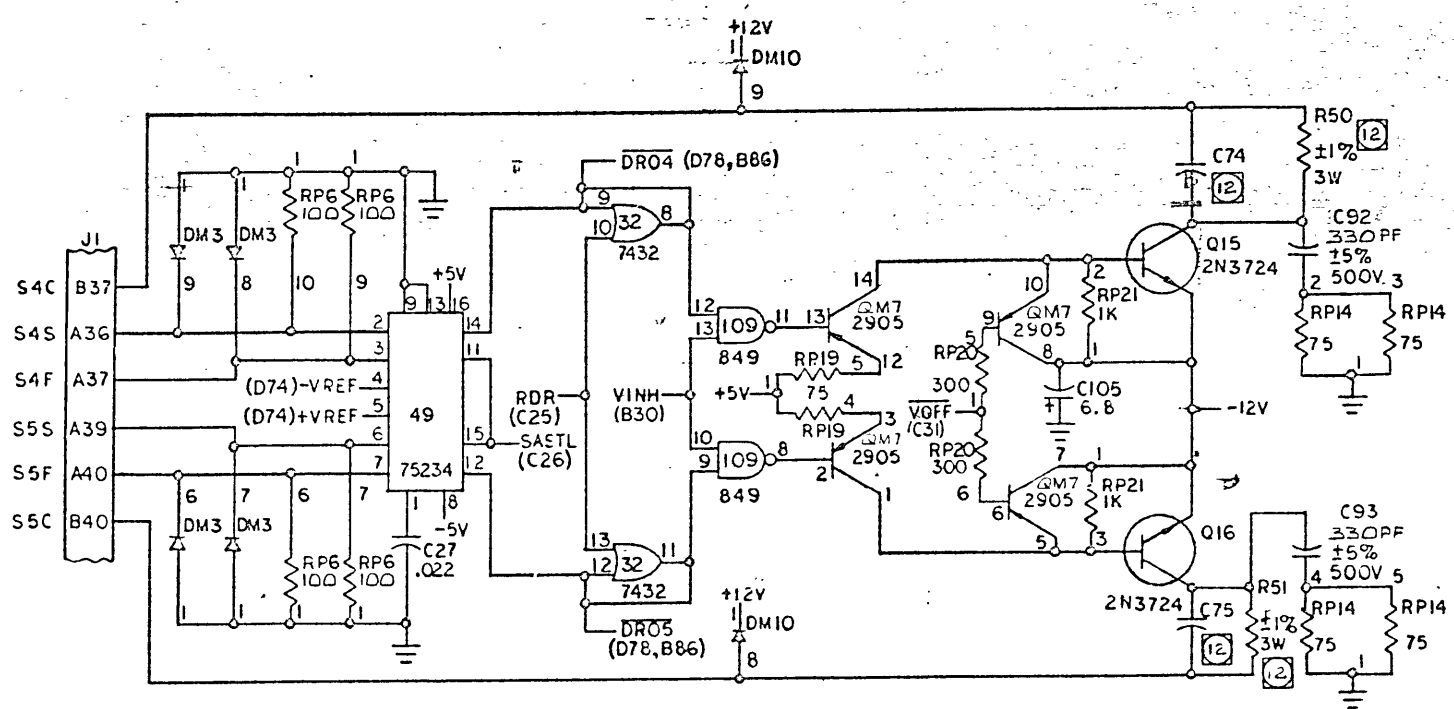 +12V
1 DM10
9
R50 12
±1%
3W
C74
12
DR04 (D78,B86)
1 1 1 1
RP6 RP6
100 100
DM3 DM3
9 8 10 9
+5V
9 13 16
9
10
32
8
7432
C92
330PF
±5%
500V
2 3
RP14
75
RP14
75
1
Q15
2N3724
J1
S4C B37
S4S A36
S4F A37
S5S A39
S5F A40
S5C B40
2
3
4
5
6
7
(D74)-VREF
(D74)+VREF
49
75234
14
11
15
12
1 8
-5V
SASTL
(C26)
RDR
(C25)
VINH
(B30)
12
13
109
11
849
14
13
QM7
2905
12
RP19
75
5
1
+5V
4
RP19
3
QM7
2905
2
1
10
9
109
8
849
10
9
QM7
2905
8
5
RP20
300
1
VOFF
(C31)
RP20
300
6
2
RP21
1K
1
C105
6.8
+
-12V
7
QM7
2905
6
5
1
RP21
1K
3
Q16
2N3724
6 7 6 7
DM3 DM3
C27
.022
RP6 RP6
100 100
1 1 1 1
13
12
32
11
7432
DR05
(D78,B86)
+12V
1 DM10
8
C93
330PF
±5%
500V
R51
±1%
3W
12
C75
12
4 5
RP14
75
RP14
75
1